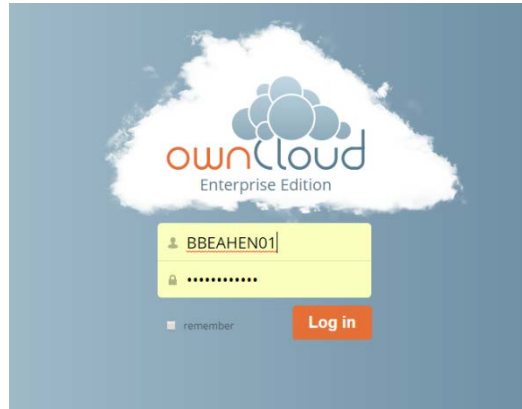 ownCloud
Enterprise Edition
BBEAHEN01
••••••••••••
remember
Log in